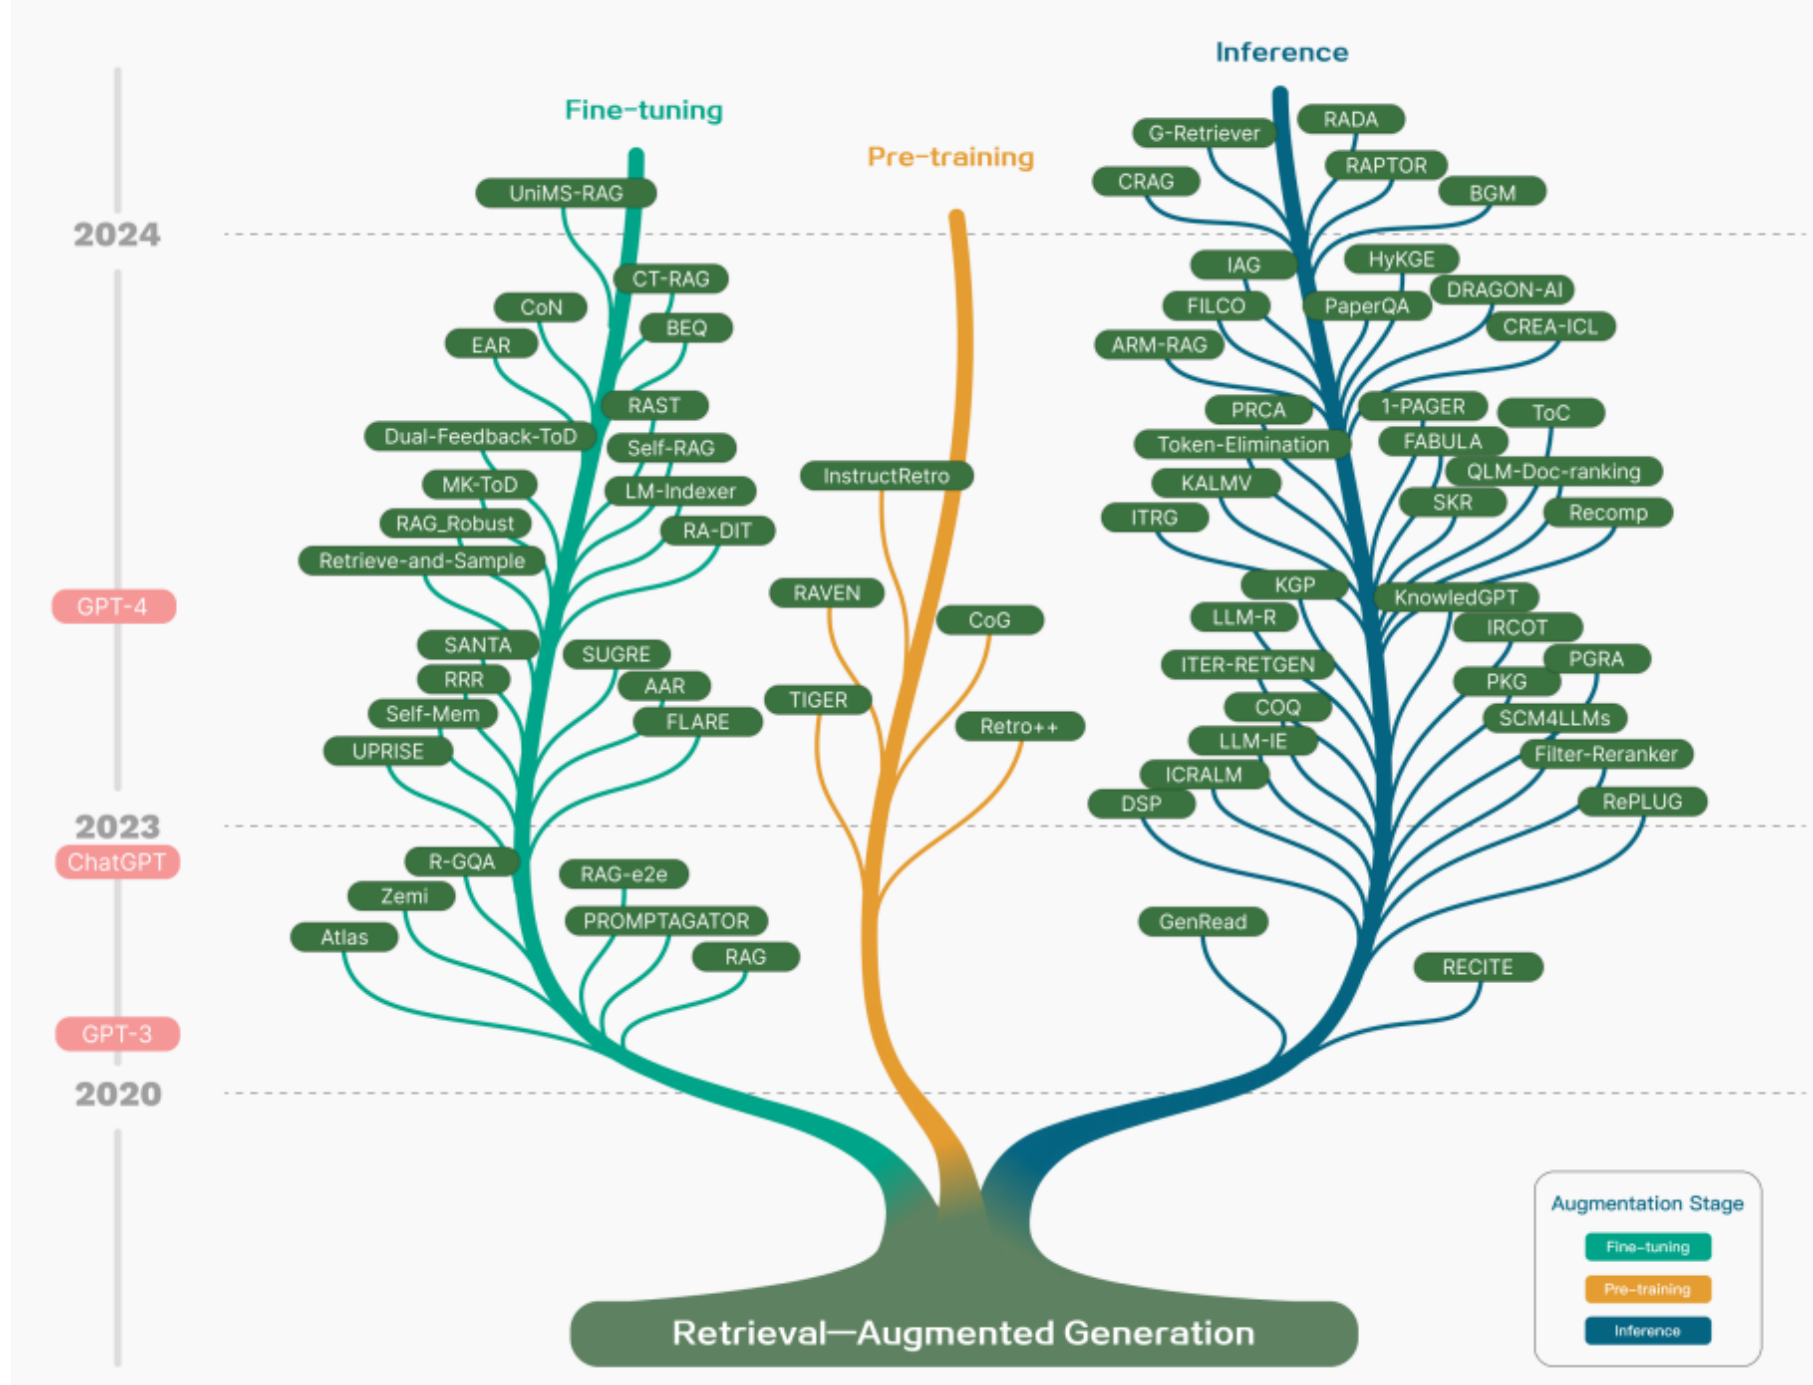 Inference
Fine-tuning
Pre-training
RADA
G-Retriever
RAPTOR
CRAG
BGM
UniMS-RAG
2024
HyKGE
IAG
CT-RAG
DRAGON-AI
FILCO
PaperQA
CoN
CREA-ICL
BEQ
EAR
ARM-RAG
RAST
1-PAGER
PRCA
ToC
Dual-Feedback-ToD
FABULA
Token-Elimination
Self-RAG
QLM-Doc-ranking
InstructRetro
KALMV
MK-ToD
LM-Indexer
SKR
Recomp
ITRG
RAG_Robust
RA-DIT
Retrieve-and-Sample
KGP
RAVEN
KnowledGPT
GPT-4
LLM-R
CoG
IRCOT
SANTA
SUGRE
PGRA
ITER-RETGEN
RRR
PKG
AAR
TIGER
COQ
Self-Mem
SCM4LLMs
FLARE
Retro++
LLM-IE
UPRISE
Filter-Reranker
ICRALM
RePLUG
DSP
2023
ChatGPT
R-GQA
RAG-e2e
Zemi
PROMPTAGATOR
GenRead
Atlas
RAG
RECITE
GPT-3
2020
Augmentation Stage
Fine-tuning
Pre-training
Inference
Retrieval—Augmented Generation